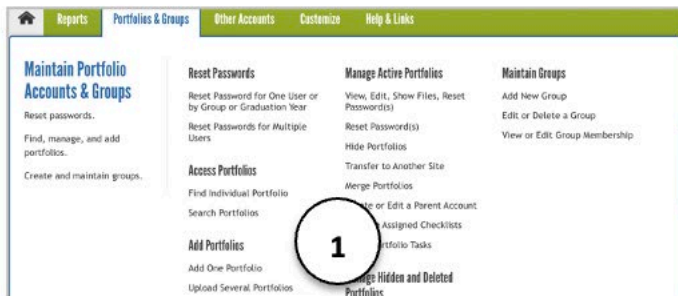 Reports Portfolios & Groups Other Accounts Customize Help & Links
Maintain Portfolio
Accounts & Groups
Reset passwords.
Find, manage, and add
portfolios.
Create and maintain groups.
Reset Passwords
Reset Password for One User or
by Group or Graduation Year
Reset Passwords for Multiple
Users
Access Portfolios
Find Individual Portfolio
Search Portfolios
Add Portfolios
Add One Portfolio
Upload Several Portfolios
Manage Active Portfolios
View, Edit, Show Files, Reset
Password(s)
Reset Password(s)
Hide Portfolios
Transfer to Another Site
Merge Portfolios
or Edit a Parent Account
Assigned Checklists
Tasks
Hidden and Deleted
Portfolios
Maintain Groups
Add New Group
Edit or Delete a Group
View or Edit Group Membership
1